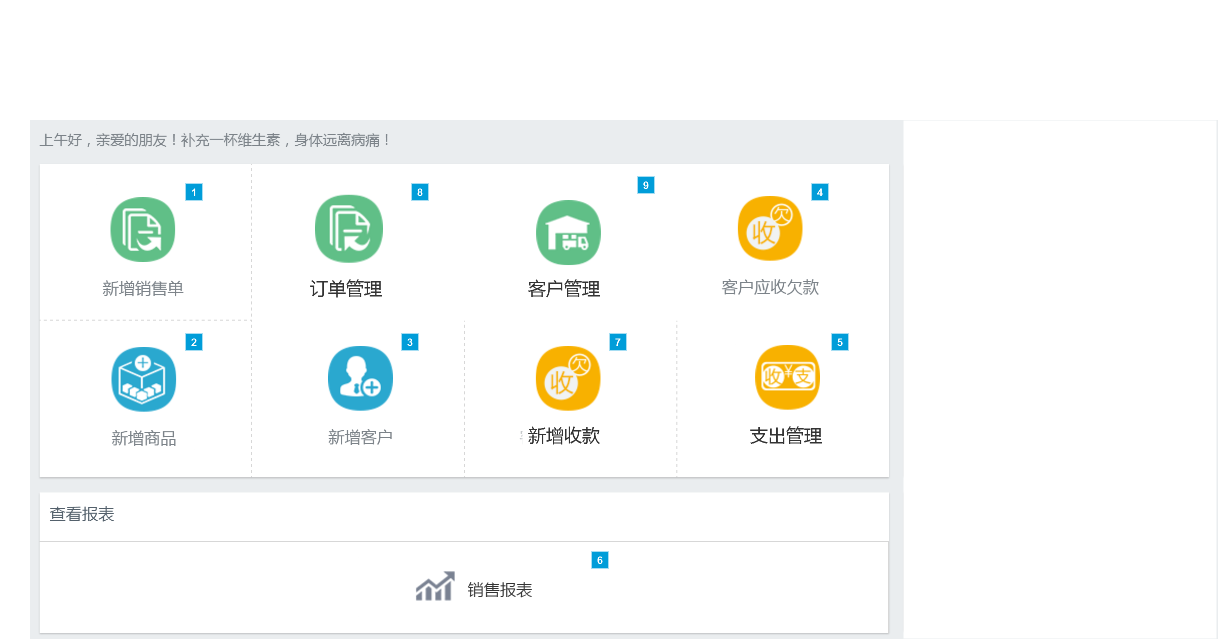 上午好，亲爱的朋友！补充一杯维生素，身体远离病痛！
1
8
9
4
收欠
新增销售单
订单管理
客户管理
客户应收欠款
2
3
7
5
收欠
收¥支
新增商品
新增客户
新增收款
支出管理
查看报表
6
销售报表